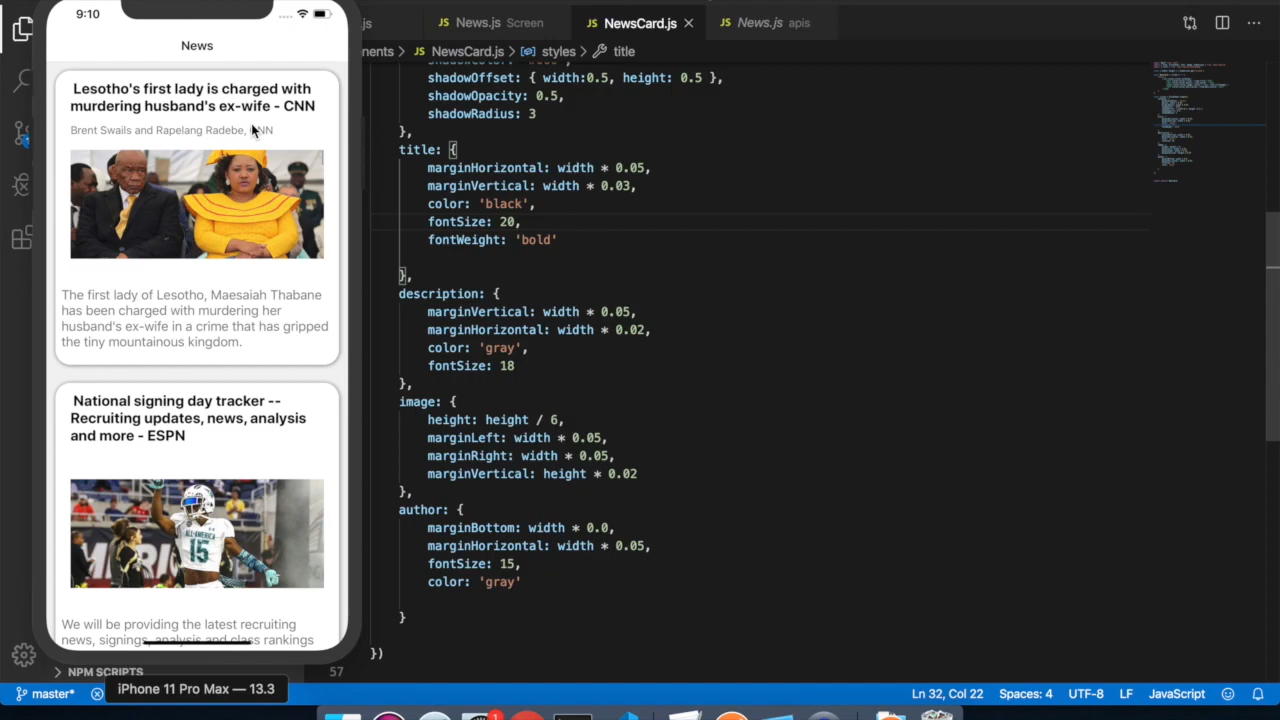 9:10
News
Lesotho's first lady is charged with
murdering husband's ex-wife - CNN
Brent Swails and Rapelang Radebe, CNN
The first lady of Lesotho, Maesaiah Thabane
has been charged with murdering her
husband's ex-wife in a crime that has gripped
the tiny mountainous kingdom.
National signing day tracker --
Recruiting updates, news, analysis
and more - ESPN
ALL-AMERICA
15
We will be providing the latest recruiting
news, signings, analysis and class rankings
.js
JS News.js Screen
JS NewsCard.js
JS News.js apis
nents > JS NewsCard.js > styles > title
shadowOffset: { width:0.5, height: 0.5 },
shadowOpacity: 0.5,
shadowRadius: 3
},
title: {
marginHorizontal: width * 0.05,
marginVertical: width * 0.03,
color: 'black',
fontSize: 20,
fontWeight: 'bold'
},
description: {
marginVertical: width * 0.05,
marginHorizontal: width * 0.02,
color: 'gray',
fontSize: 18
},
image: {
height: height / 6,
marginLeft: width * 0.05,
marginRight: width * 0.05,
marginVertical: height * 0.02
},
author: {
marginBottom: width * 0.0,
marginHorizontal: width * 0.05,
fontSize: 15,
color: 'gray'
}
})
57
NPM SCRIPTS
iPhone 11 Pro Max — 13.3
master*
Ln 32, Col 22 Spaces: 4 UTF-8 LF JavaScript
1